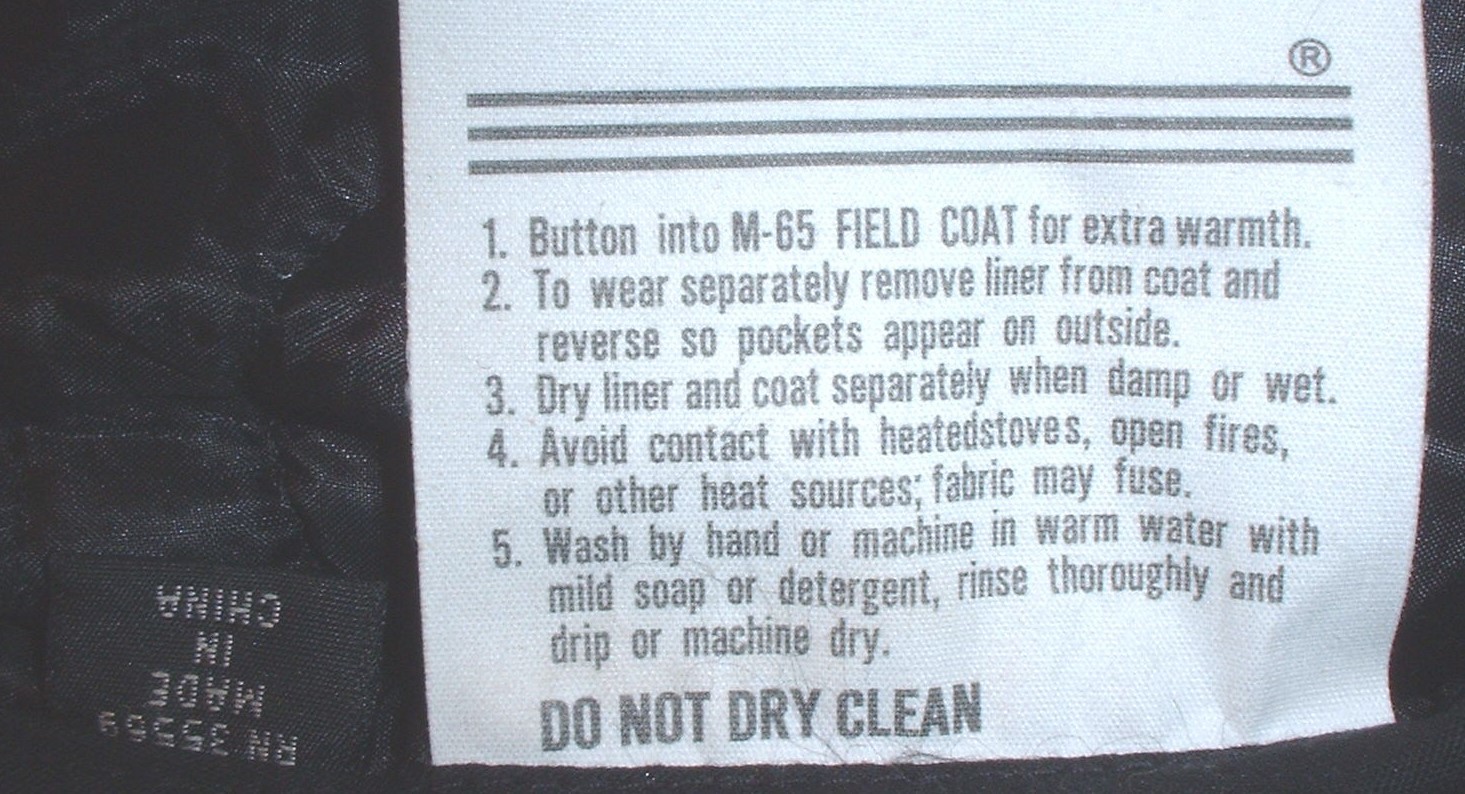 ®
1. Button into M-65 FIELD COAT for extra warmth.
2. To wear separately remove liner from coat and
reverse so pockets appear on outside.
3. Dry liner and coat separately when damp or wet.
4. Avoid contact with heatedstoves, open fires,
or other heat sources; fabric may fuse.
5. Wash by hand or machine in warm water with
mild soap or detergent, rinse thoroughly and
drip or machine dry.
DO NOT DRY CLEAN
RN
MADE
IN
CHINA